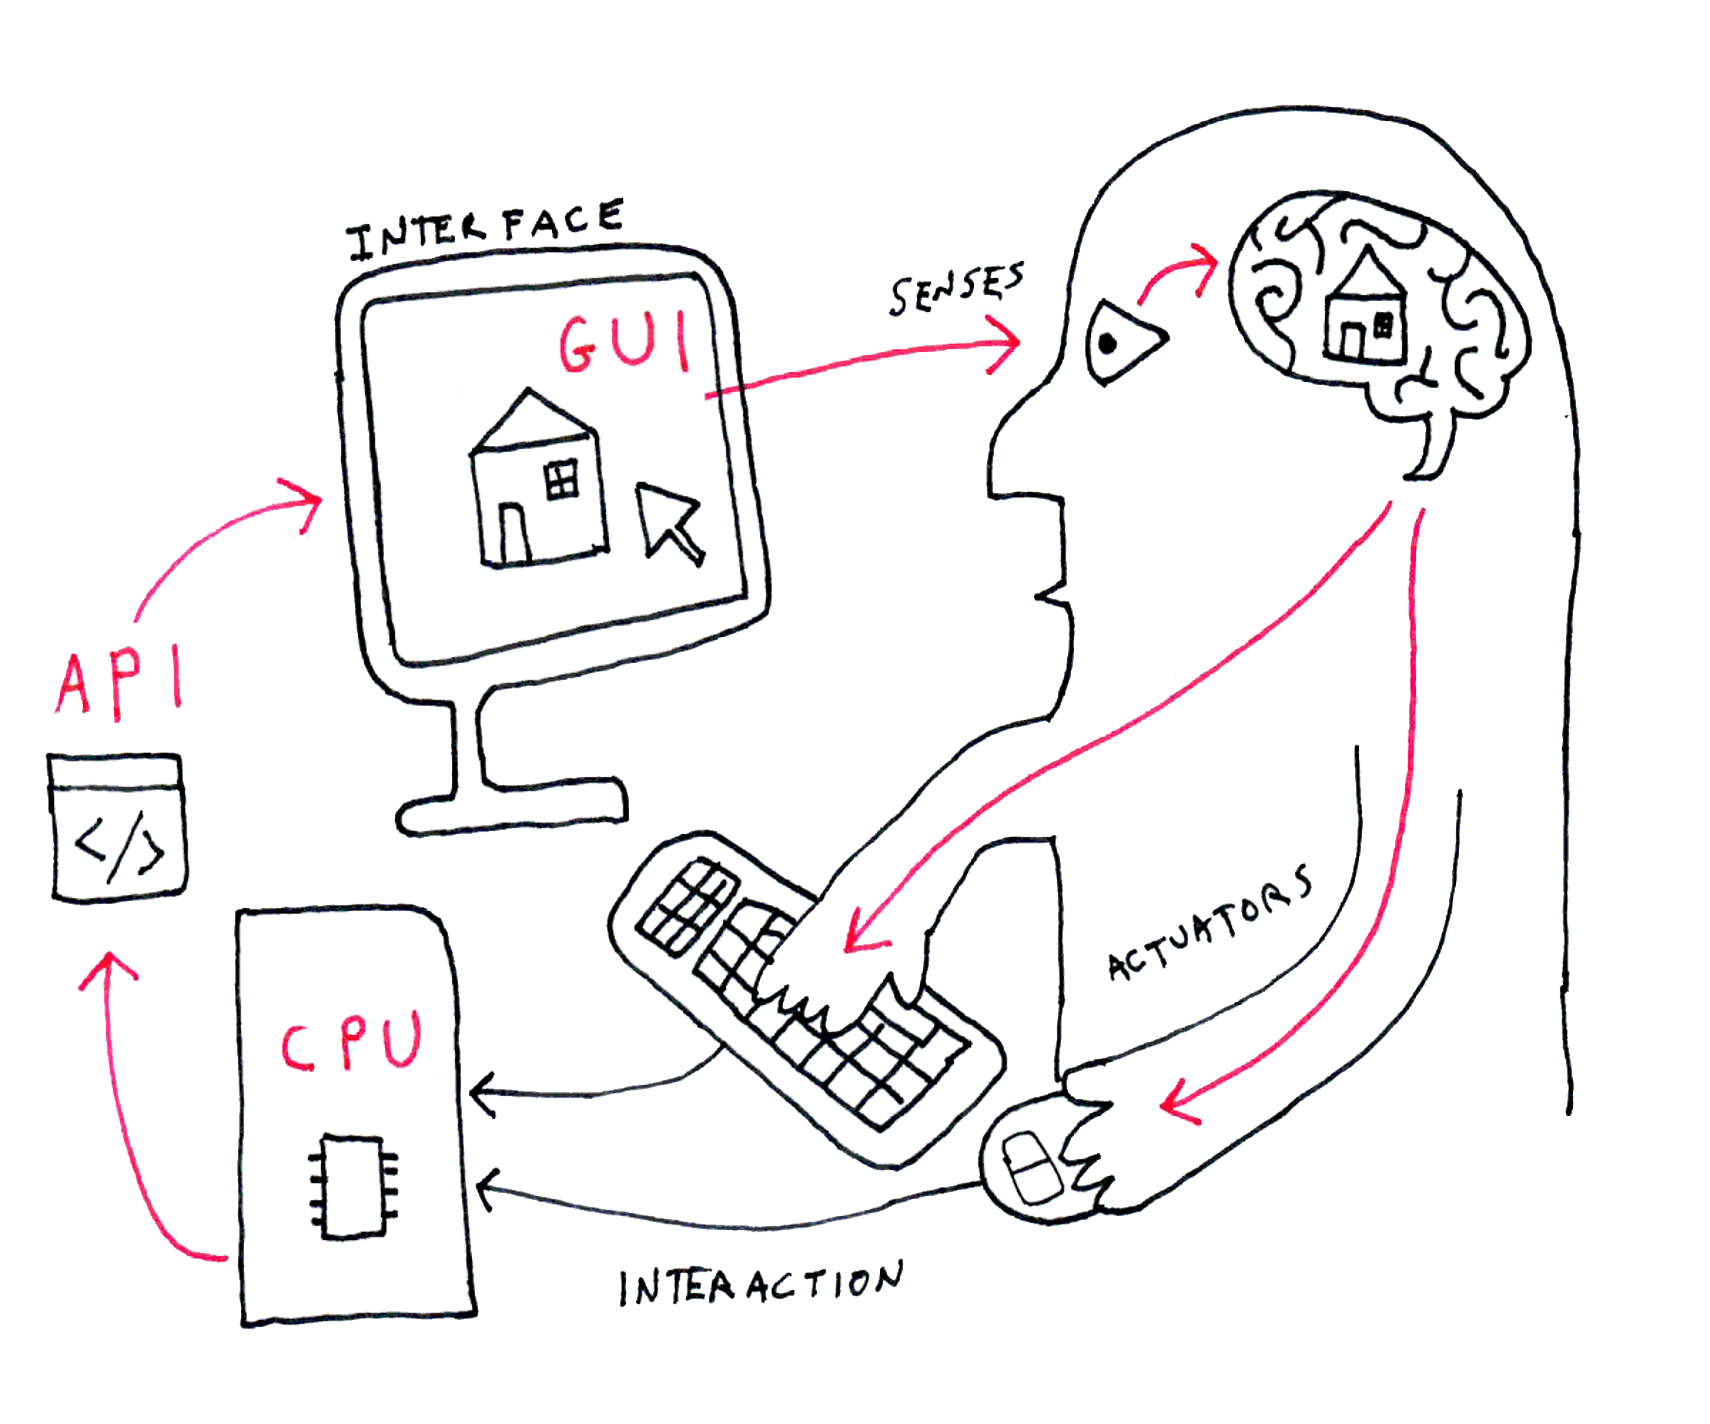 INTERFACE
GUI
SENSES
API
</>
CPU
ACTUATORS
INTERACTION